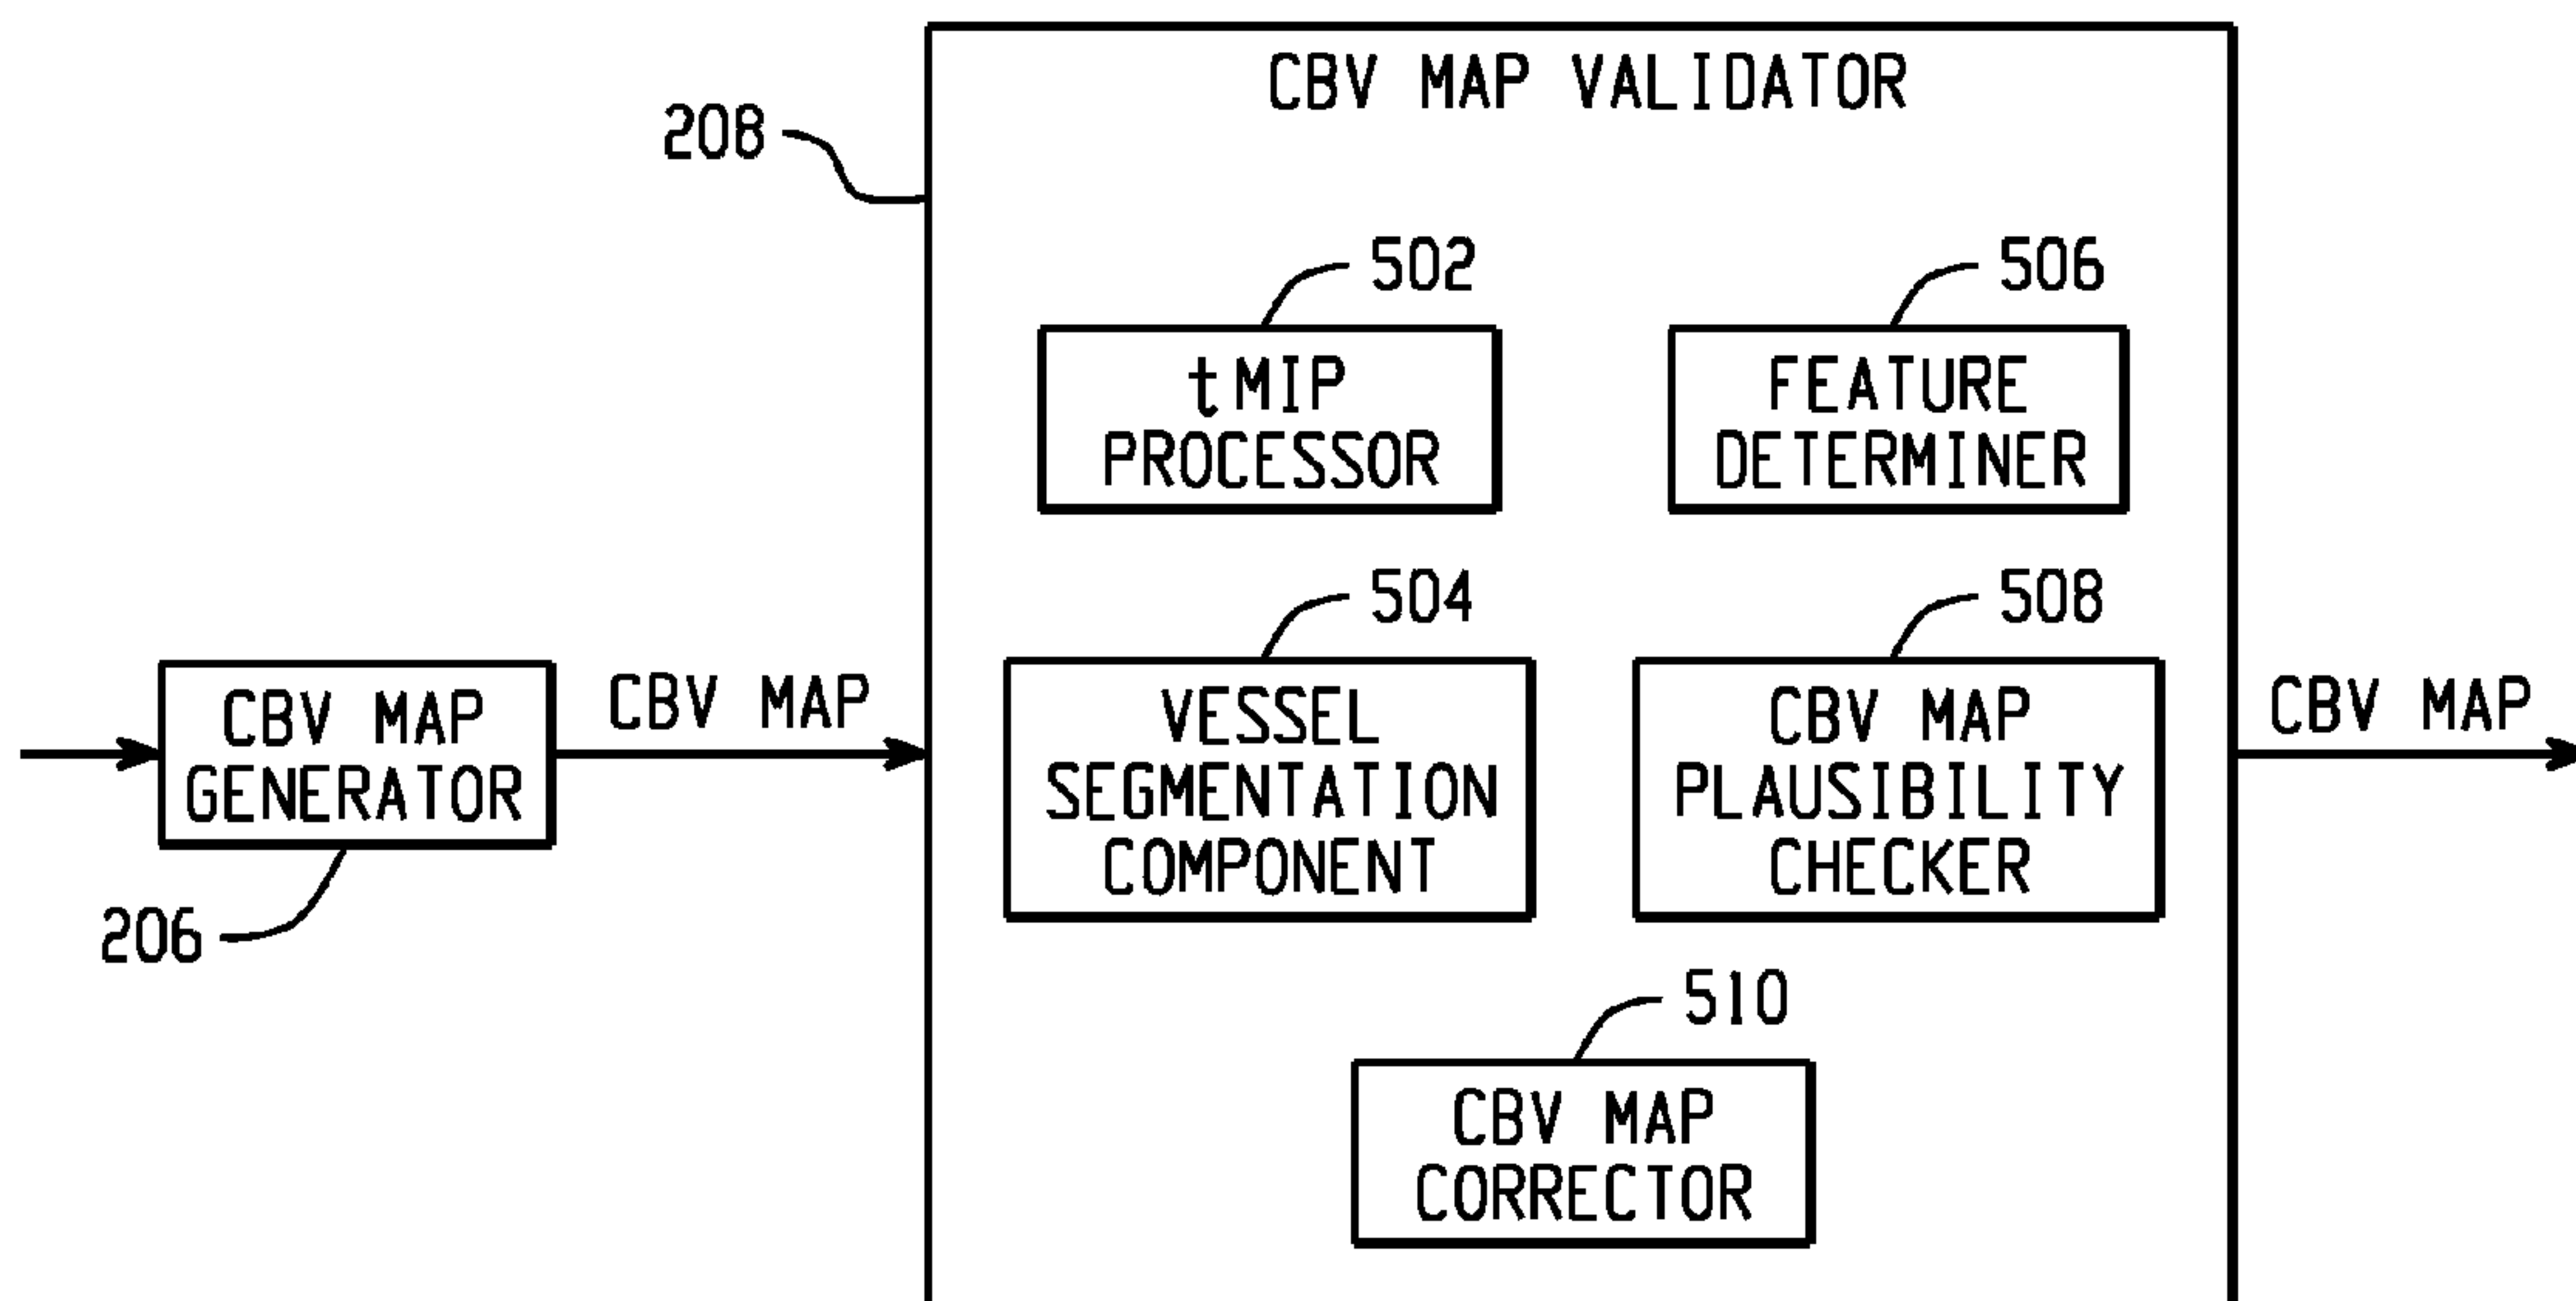 CBV MAP VALIDATOR
208
502
506
tMIP
PROCESSOR
FEATURE
DETERMINER
504
508
CBV MAP
GENERATOR
206
CBV MAP
VESSEL
SEGMENTATION
COMPONENT
CBV MAP
PLAUSIBILITY
CHECKER
CBV MAP
510
CBV MAP
CORRECTOR